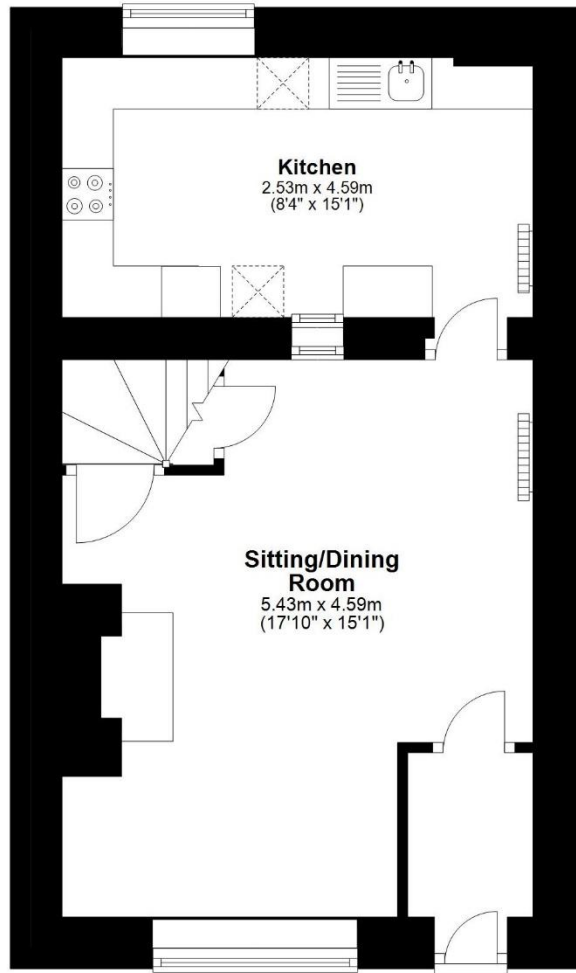 Kitchen
2.53m x 4.59m
(8'4" x 15'1")
Sitting/Dining
Room
5.43m x 4.59m
(17'10" x 15'1")